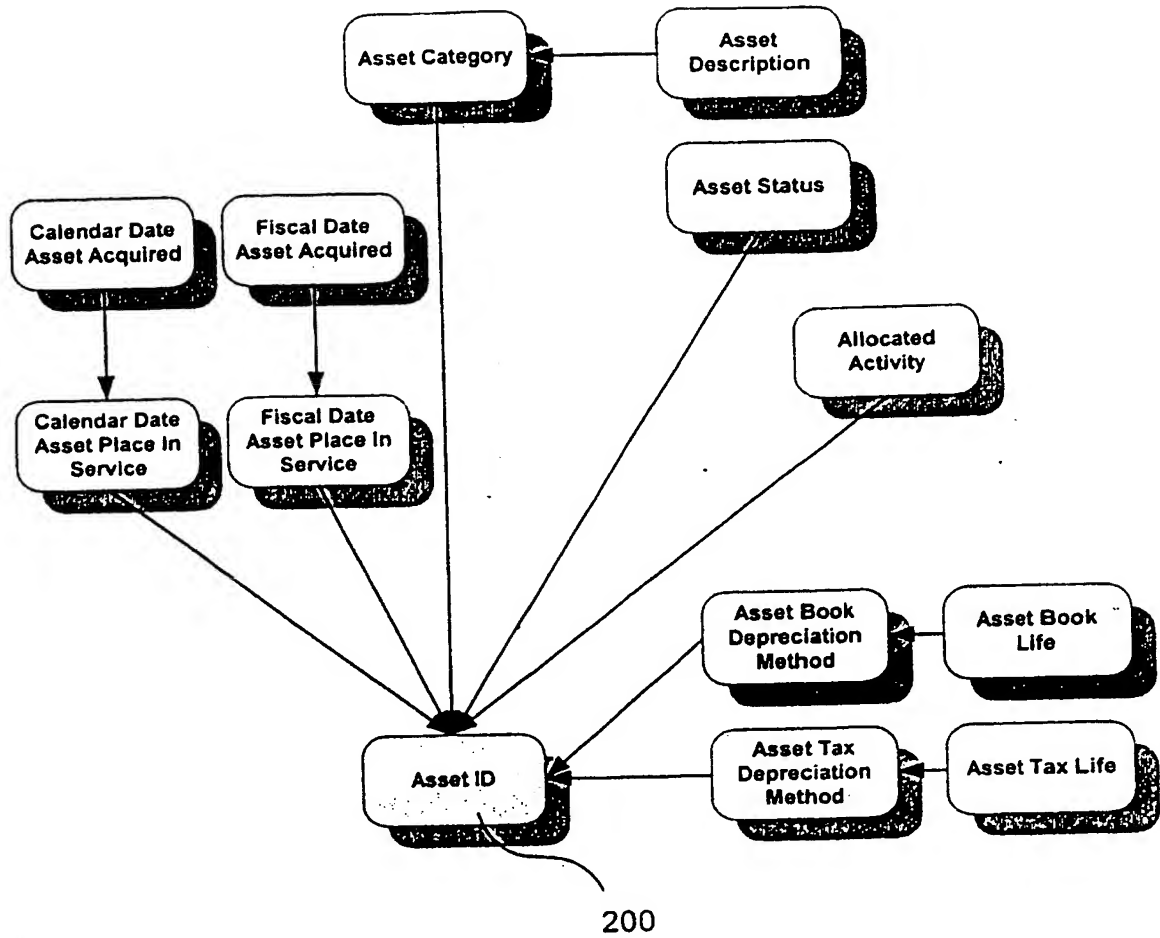 Asset Category
Asset
Description
Asset Status
Calendar Date
Asset Acquired
Fiscal Date
Asset Acquired
Allocated
Activity
Calendar Date
Asset Place In
Service
Fiscal Date
Asset Place In
Service
Asset Book
Depreciation
Method
Asset Book
Life
Asset ID
Asset Tax
Depreciation
Method
Asset Tax Life
200